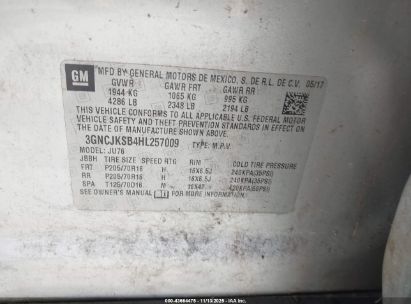 GM
MFD BY GENERAL MOTORS DE MEXICO, S. DE R.L. DE C.V. 05/17
GVWR GAWR FRT GAWR RR
1944 KG 1065 KG 995 KG
4286 LB 2348 LB 2194 LB
THIS VEHICLE CONFORMS TO ALL APPLICABLE U.S. FEDERAL
MOTOR VEHICLE SAFETY, BUMPER, AND THEFT PREVENTION
STANDARDS IN EFFECT ON THE DATE OF MANUFACTURE SHOWN ABOVE.
3GNCJKSB4HL257009 TYPE: M.P.V.
MODEL: JU76
JBBH TIRE SIZE SPEED RTG RIM COLD TIRE PRESSURE
FRT P205/70R16 H 16X6.5J 240KPA(35PSI)
RR P205/70R16 H 16X6.5J 240KPA(35PSI)
SPA T125/70D16 M 420KPA(60PSI)
SEE OWNER'S MANUAL FOR